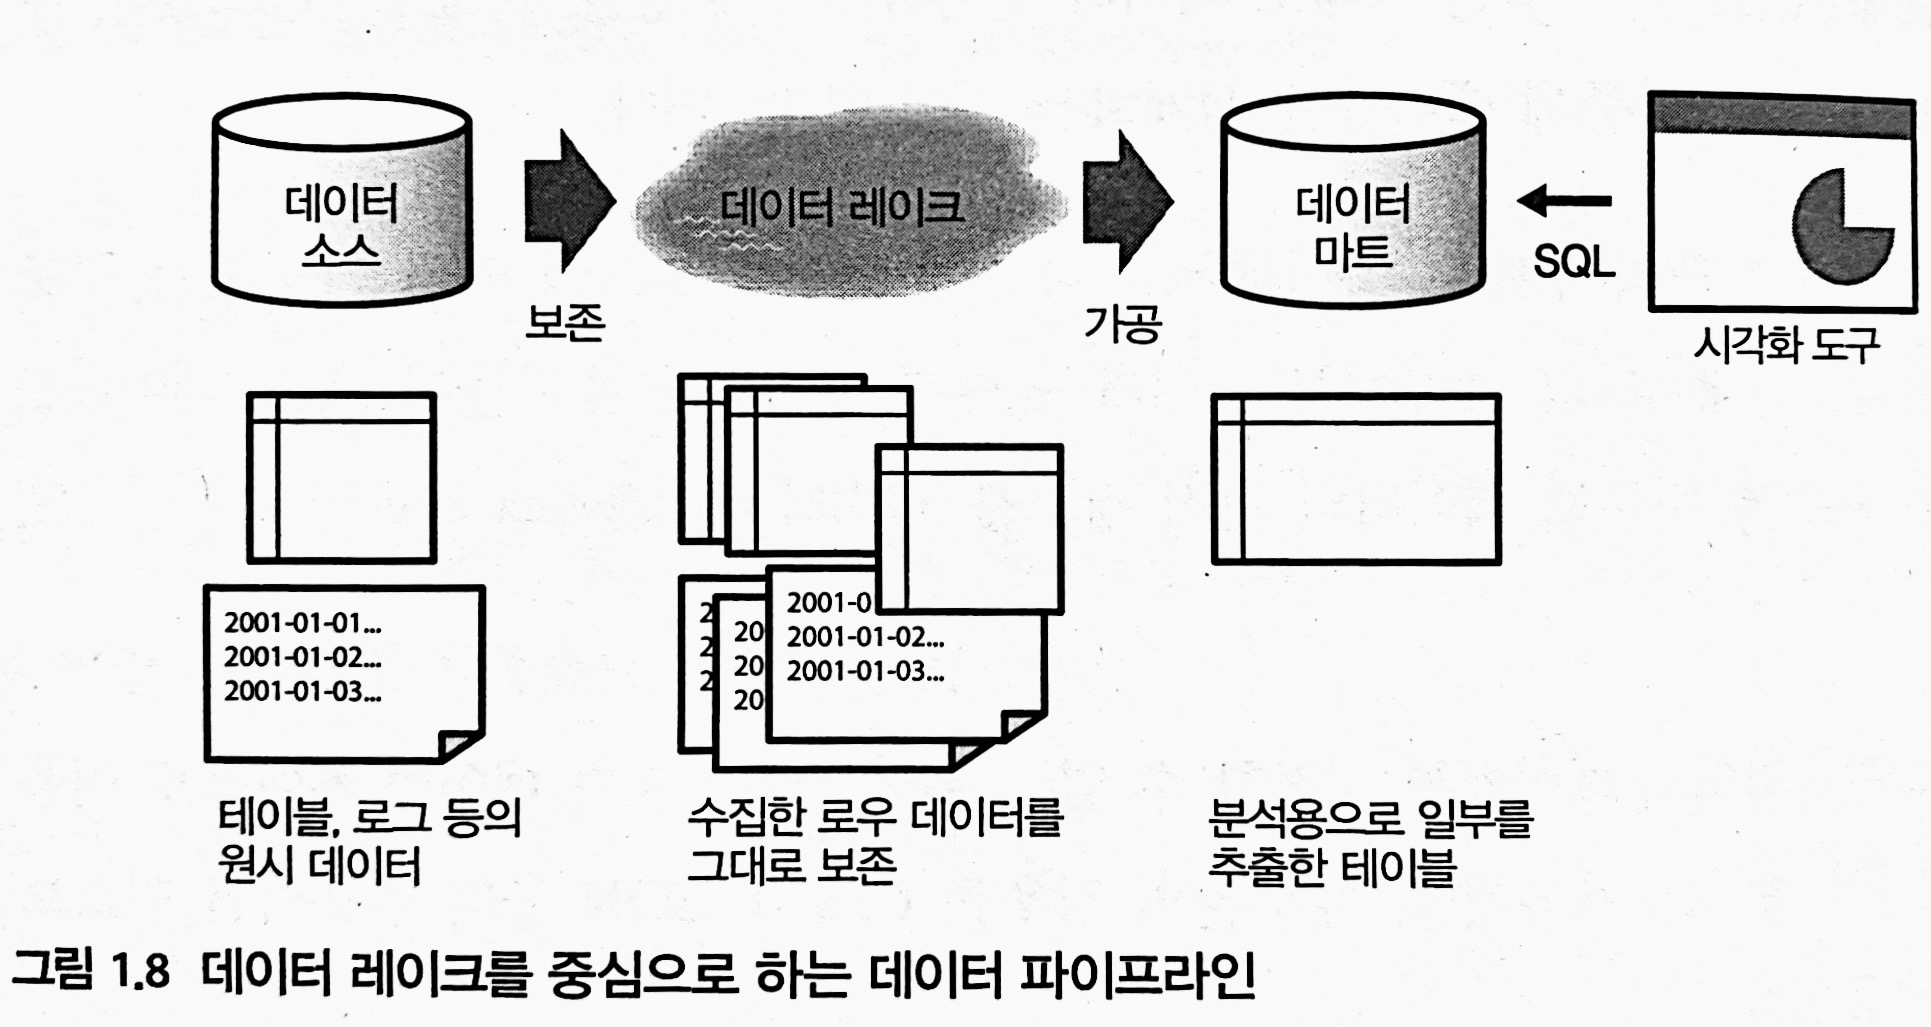 데이터
소스
데이터 레이크
데이터
마트
SQL
보존
가공
시각화 도구
2001-01-01...
2001-01-02...
2001-01-03...
2
2
2
20
20
20
2001-0
2001-01-02...
2001-01-03...
테이블, 로그 등의
원시 데이터
수집한 로우 데이터를
그대로 보존
분석용으로 일부를
추출한 테이블
그림 1.8 데이터 레이크를 중심으로 하는 데이터 파이프라인